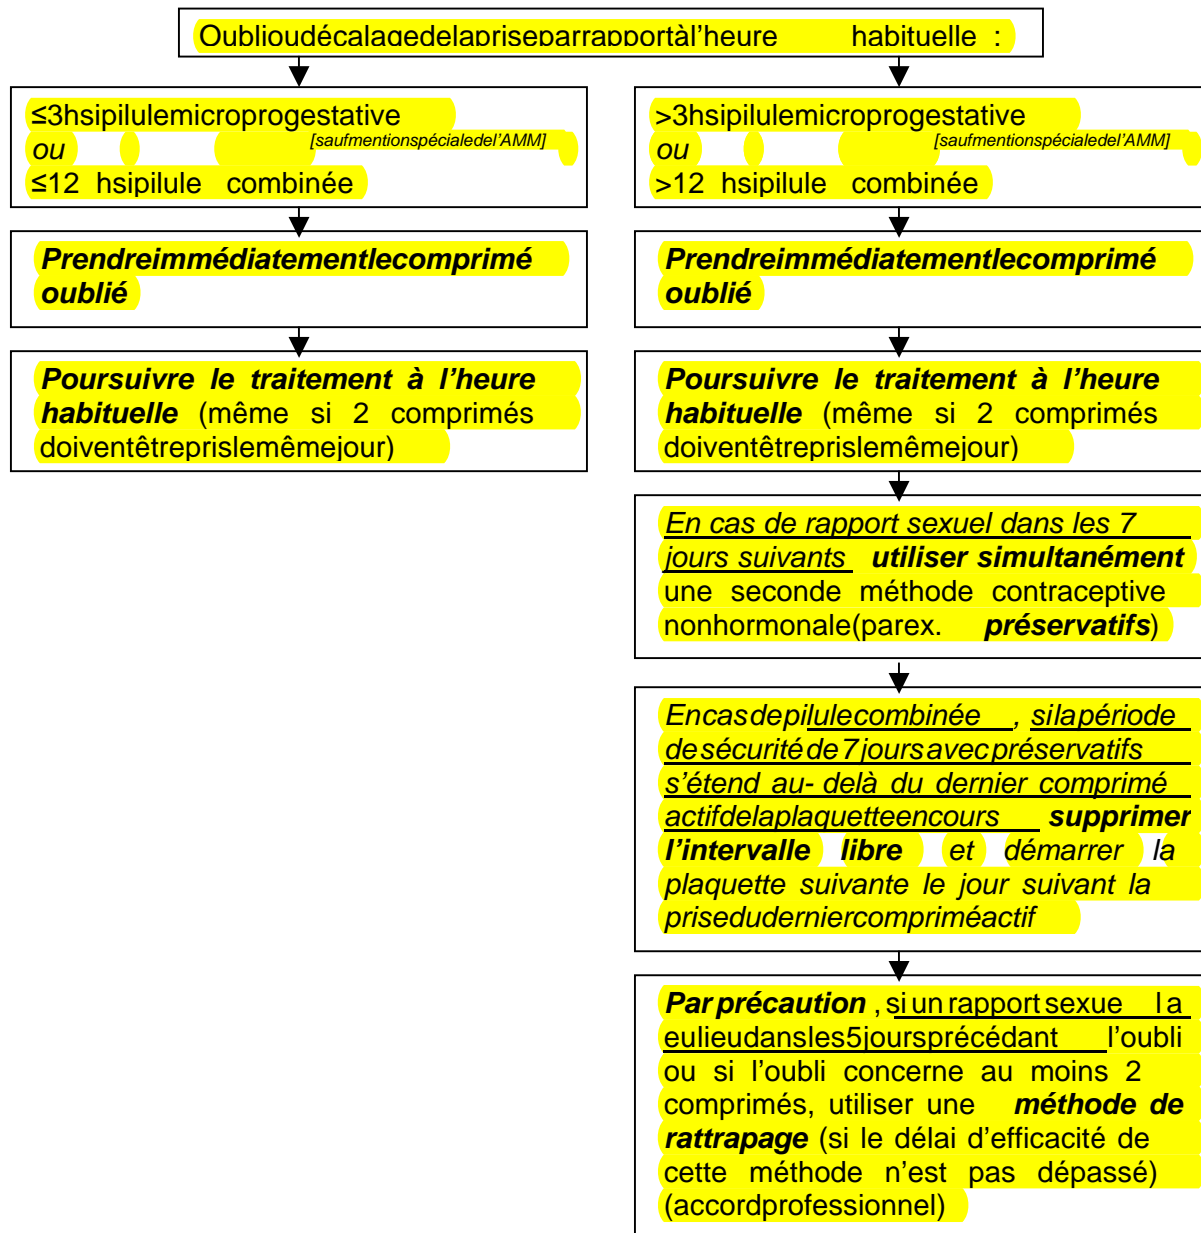 Oublioudécalagedelapriseparrapportàl'heure habituelle :
≤3hsipilulemicroprogestative
ou [saufmentionspécialedel'AMM]
≤12 hsipilule combinée
Prendreimmédiatementlecomprimé
oublié
Poursuivre le traitement à l'heure
habituelle (même si 2 comprimés
doiventêtreprislemêmejour)
>3hsipilulemicroprogestative
ou [saufmentionspécialedel'AMM]
>12 hsipilule combinée
Prendreimmédiatementlecomprimé
oublié
Poursuivre le traitement à l'heure
habituelle (même si 2 comprimés
doiventêtreprislemêmejour)
En cas de rapport sexuel dans les 7
jours suivants utiliser simultanément
une seconde méthode contraceptive
nonhormonale(parex. préservatifs)
Encasdepilulecombinée , silapériode
desécuritéde7joursavecpréservatifs
s'étend au- delà du dernier comprimé
actifdelaplaquetteencours supprimer
l'intervalle libre et démarrer la
plaquette suivante le jour suivant la
priseduderniercompriméactif
Par précaution , si un rapport sexue l a
eulieudansles5joursprécédant l'oubli
ou si l'oubli concerne au moins 2
comprimés, utiliser une méthode de
rattrapage (si le délai d'efficacité de
cette méthode n'est pas dépassé)
(accordprofessionnel)